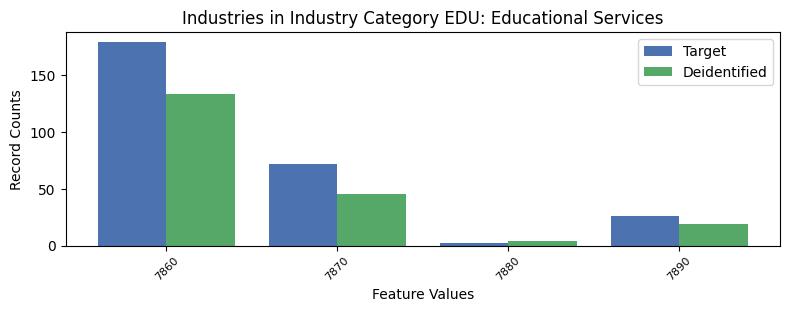 Industries in Industry Category EDU: Educational Services
Target
Deidentified
Record Counts
150
100
50
0
7860
7870
7880
7890
Feature Values